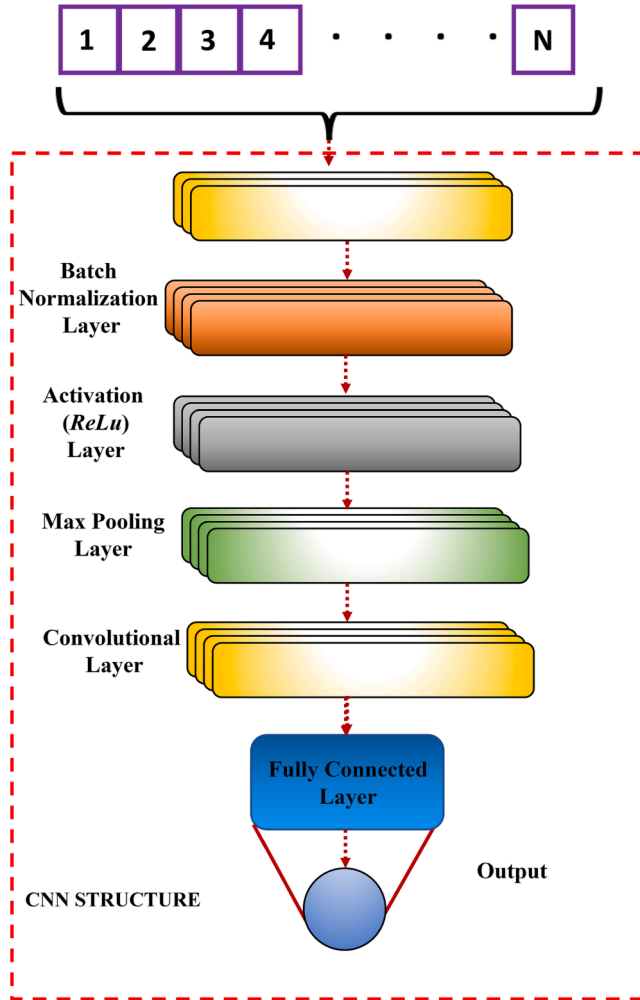 1 2 3 4 . . . . N
Batch
Normalization
Layer
Activation
(ReLu)
Layer
Max Pooling
Layer
Convolutional
Layer
Fully Connected
Layer
Output
CNN STRUCTURE